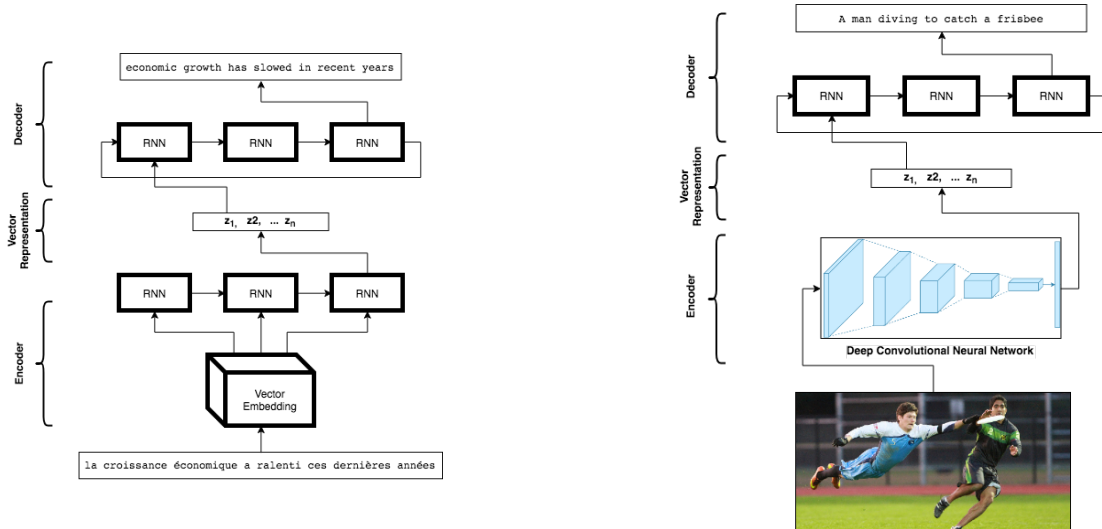 economic growth has slowed in recent years
Decoder
RNN
RNN
RNN
Vector
Representation
z1, z2, ... zn
Encoder
RNN
RNN
RNN
Vector
Embedding
la croissance économique a ralenti ces dernières années
A man diving to catch a frisbee
Decoder
RNN
RNN
RNN
Vector
Representation
z1, z2, ... zn
Encoder
Deep Convolutional Neural Network